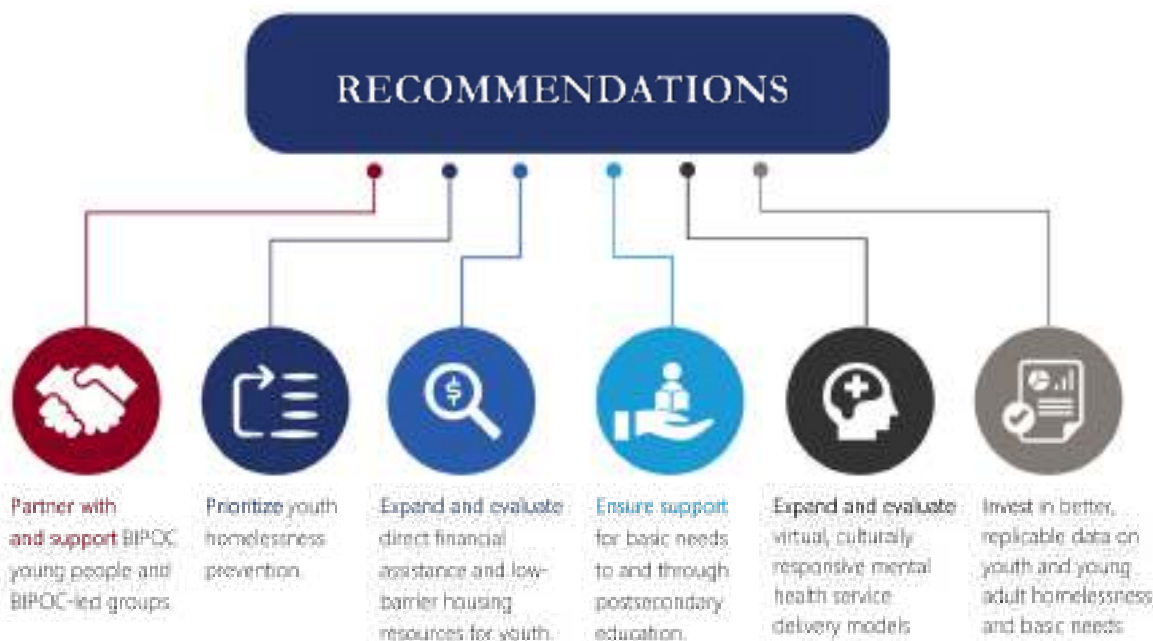 RECOMMENDATIONS
Partner with
and support BIPOC
young people and
BIPOC-led groups.
Prioritize youth
homelessness
prevention.
Expand and evaluate
direct financial
assistance and low-
barrier housing
resources for youth.
Ensure support
for basic needs
to and through
postsecondary
education.
Expand and evaluate
virtual, culturally
responsive mental
health service
delivery models
Invest in better,
replicable data on
youth and young
adult homelessness
and basic needs